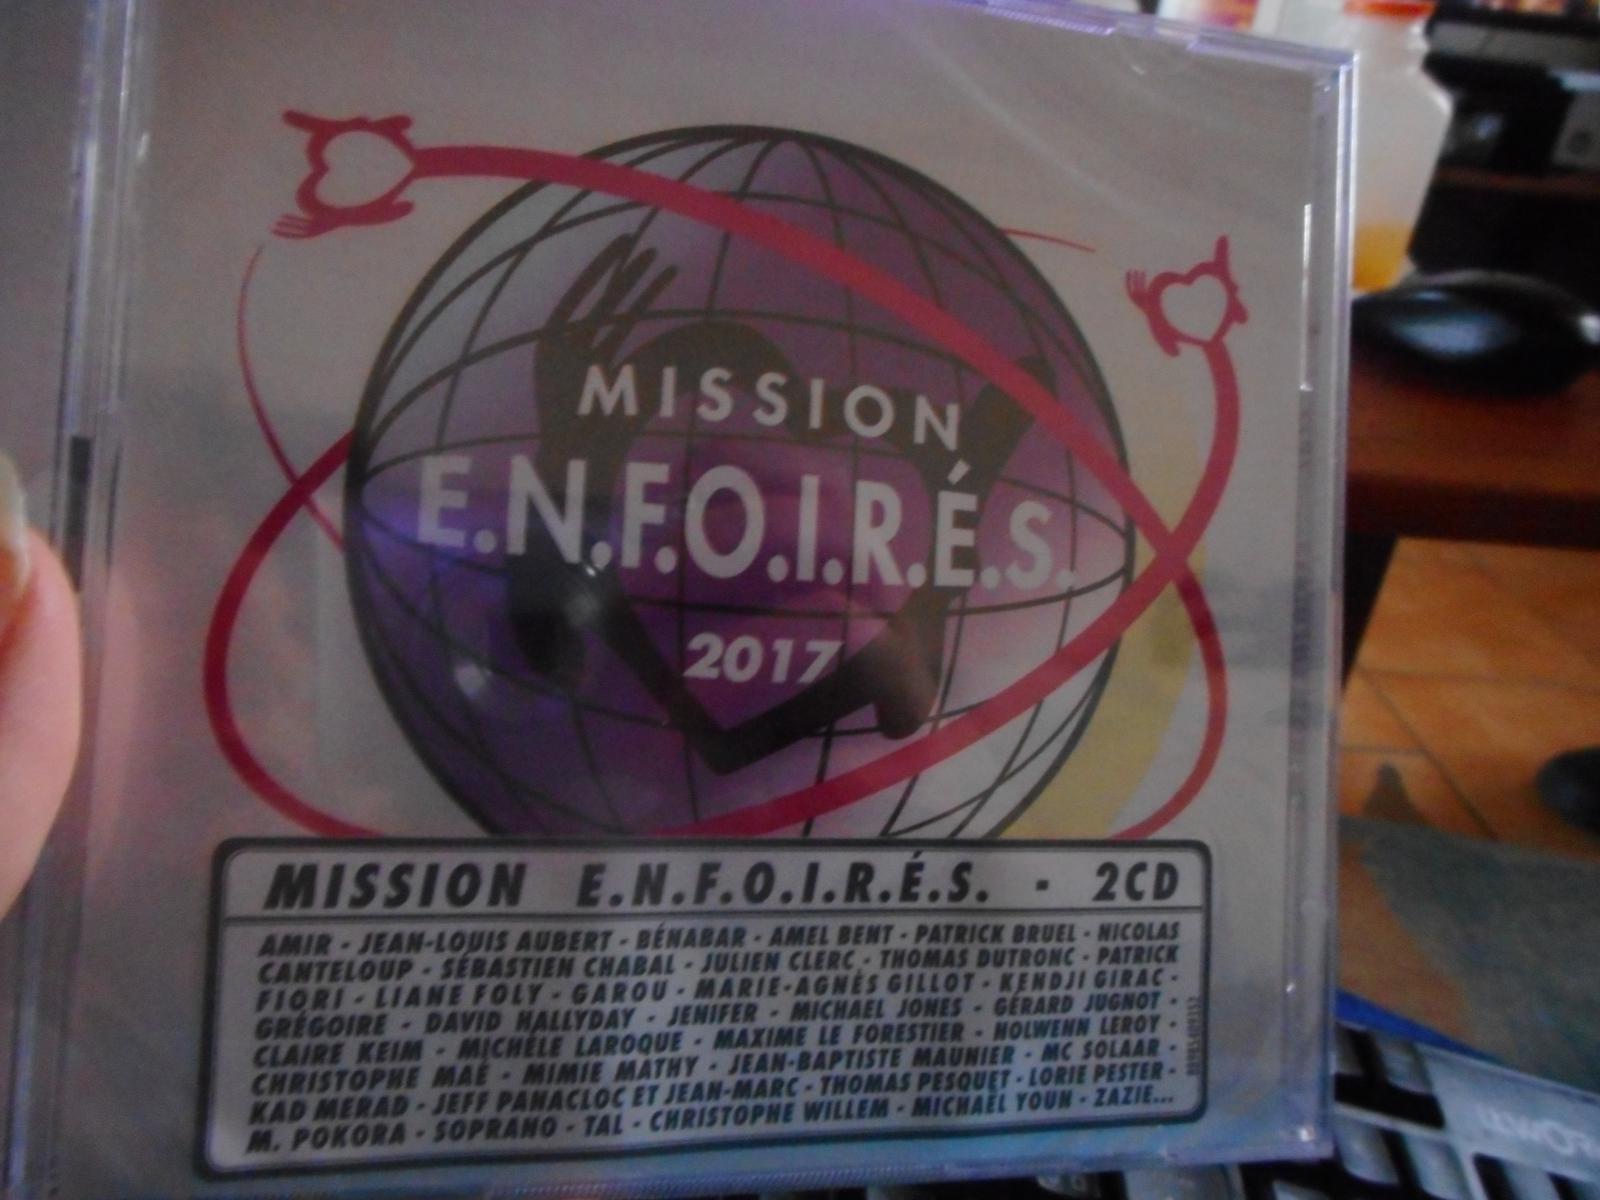 MISSION
E.N.F.O.I.R.É.S.
2017
MISSION E.N.F.O.I.R.É.S. - 2CD
AMIR - JEAN-LOUIS AUBERT - BÉNABAR - AMEL BENT - PATRICK BRUEL - NICOLAS
CANTELOUP - SÉBASTIEN CHABAL - JULIEN CLERC - THOMAS DUTRONC - PATRICK
FIORI - LIANE FOLY - GAROU - MARIE-AGNÈS GILLOT - KENDJI GIRAC -
GRÉGOIRE - DAVID HALLYDAY - JENIFER - MICHAEL JONES - GÉRARD JUGNOT -
CLAIRE KEIM - MICHÈLE LAROQUE - MAXIME LE FORESTIER - NOLWENN LEROY -
CHRISTOPHE MAÉ - MIMIE MATHY - JEAN-BAPTISTE MAUNIER - MC SOLAAR -
KAD MERAD - JEFF PANACLOC ET JEAN-MARC - THOMAS PESQUET - LORIE PESTER -
M. POKORA - SOPRANO - TAL - CHRISTOPHE WILLEM - MICHAËL YOUN - ZAZIE...